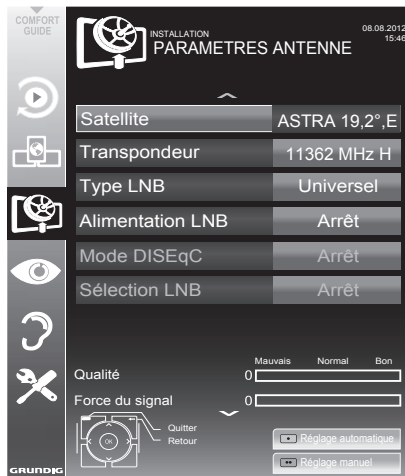 COMFORT
GUIDE
INSTALLATION
PARAMETRES ANTENNE
08.08.2012
15:46
Satellite ASTRA 19,2°,E
Transpondeur 11362 MHz H
Type LNB Universel
Alimentation LNB Arrêt
Mode DISEqC Arrêt
Sélection LNB Arrêt
Mauvais Normal Bon
Qualité 0
Force du signal 0
Quitter
Retour
OK
Réglage automatique
Réglage manuel
GRUNDIG